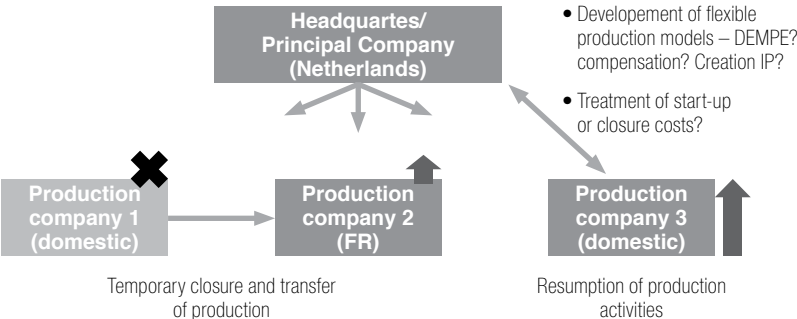 Headquartes/
Principal Company
(Netherlands)
• Developement of flexible
production models – DEMPE?
compensation? Creation IP?
• Treatment of start-up
or closure costs?
Production
company 1
(domestic)
Production
company 2
(FR)
Production
company 3
(domestic)
Temporary closure and transfer
of production
Resumption of production
activities